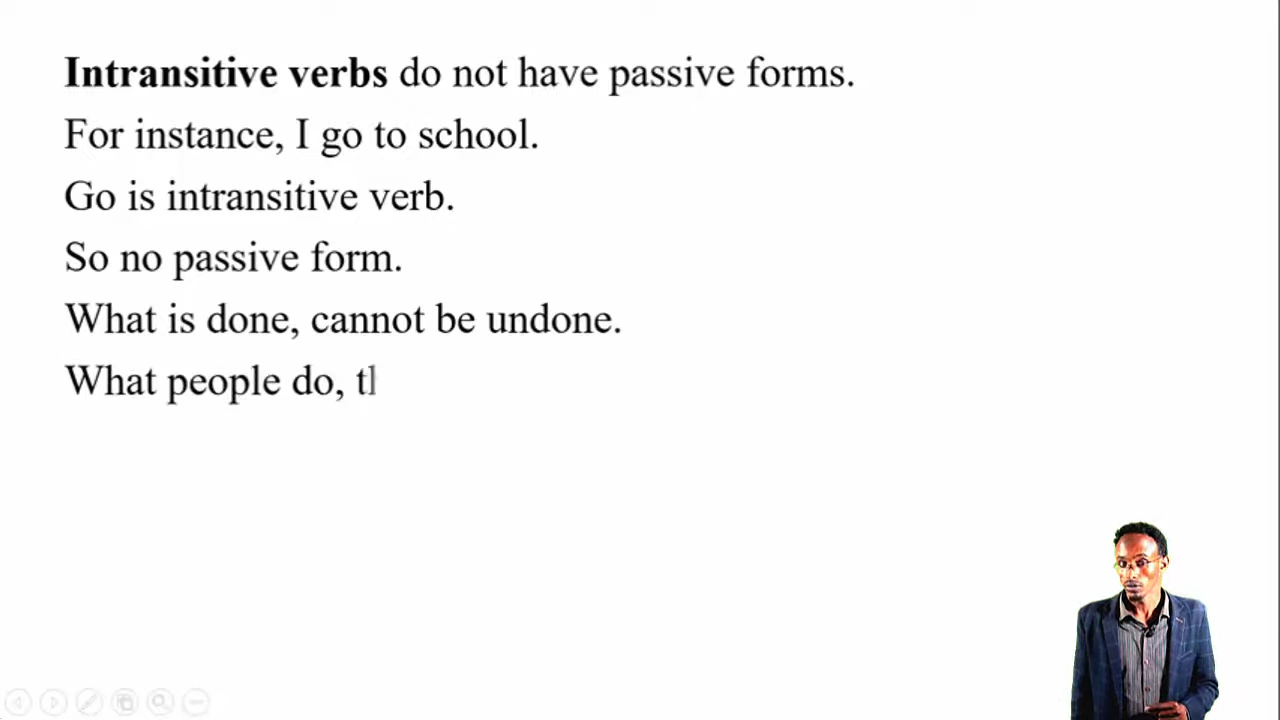 Intransitive verbs do not have passive forms.
For instance, I go to school.
Go is intransitive verb.
So no passive form.
What is done, cannot be undone.
What people do,